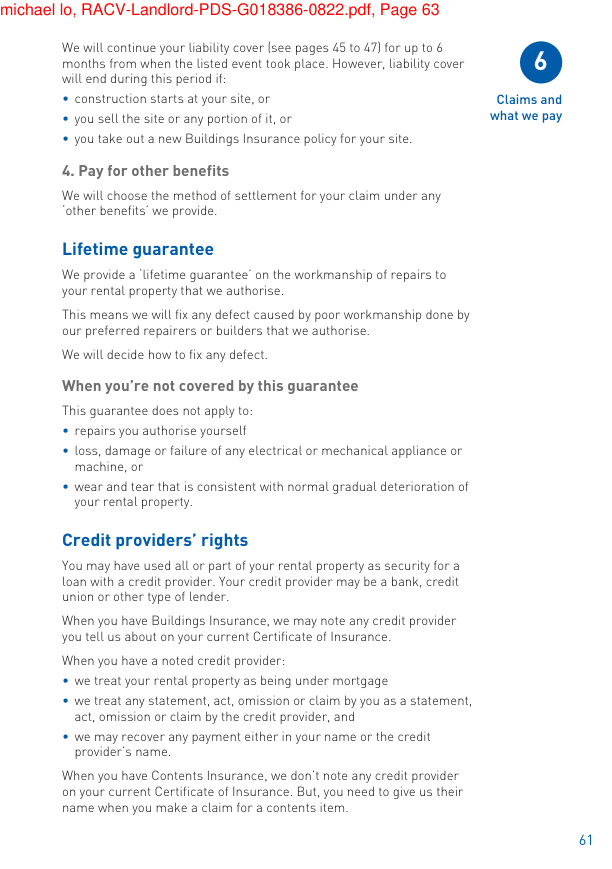 michael lo, RACV-Landlord-PDS-G018386-0822.pdf, Page 63
We will continue your liability cover (see pages 45 to 47) for up to 6
months from when the listed event took place. However, liability cover
will end during this period if:
• construction starts at your site, or
• you sell the site or any portion of it, or
• you take out a new Buildings Insurance policy for your site.
6
Claims and
what we pay
4. Pay for other benefits
We will choose the method of settlement for your claim under any
‘other benefits’ we provide.
Lifetime guarantee
We provide a ‘lifetime guarantee’ on the workmanship of repairs to
your rental property that we authorise.
This means we will fix any defect caused by poor workmanship done by
our preferred repairers or builders that we authorise.
We will decide how to fix any defect.
When you’re not covered by this guarantee
This guarantee does not apply to:
• repairs you authorise yourself
• loss, damage or failure of any electrical or mechanical appliance or
machine, or
• wear and tear that is consistent with normal gradual deterioration of
your rental property.
Credit providers’ rights
You may have used all or part of your rental property as security for a
loan with a credit provider. Your credit provider may be a bank, credit
union or other type of lender.
When you have Buildings Insurance, we may note any credit provider
you tell us about on your current Certificate of Insurance.
When you have a noted credit provider:
• we treat your rental property as being under mortgage
• we treat any statement, act, omission or claim by you as a statement,
act, omission or claim by the credit provider, and
• we may recover any payment either in your name or the credit
provider’s name.
When you have Contents Insurance, we don’t note any credit provider
on your current Certificate of Insurance. But, you need to give us their
name when you make a claim for a contents item.
61